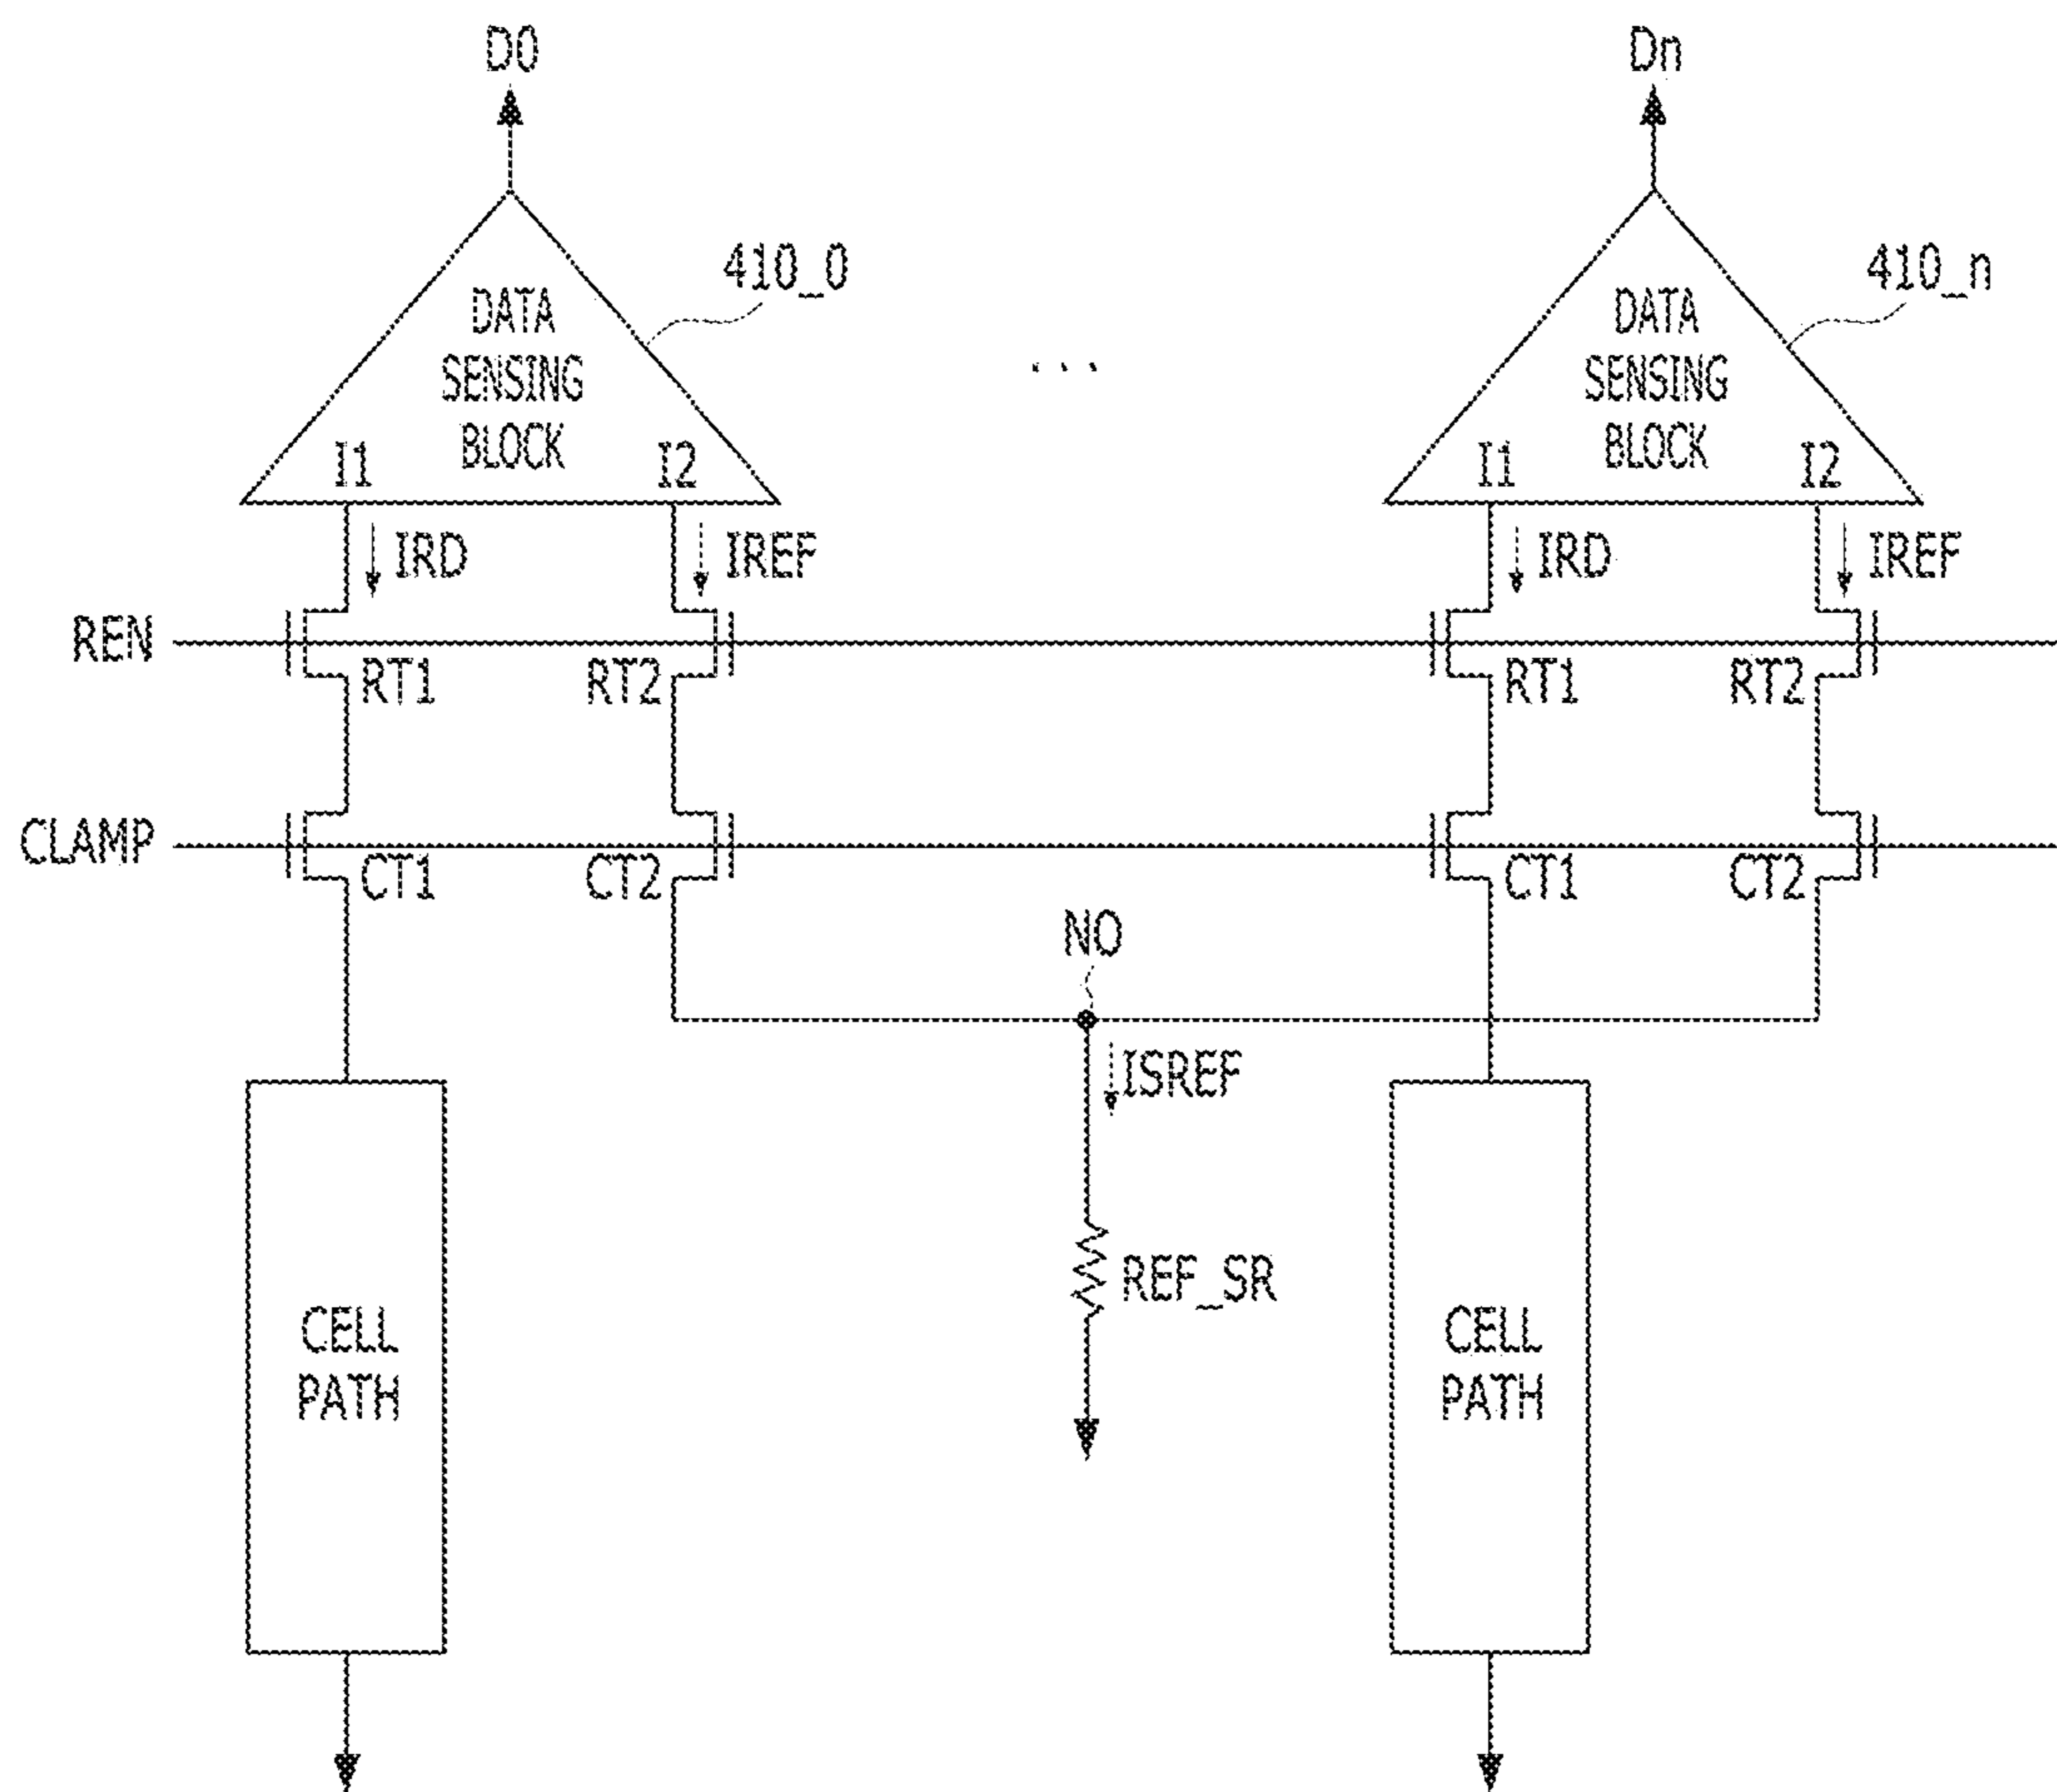 D0 Dn
410_0 410_n
DATA SENSING BLOCK
DATA SENSING BLOCK
...
I1 I2 I1 I2
IRD IREF IRD IREF
REN
RT1 RT2 RT1 RT2
CLAMP
CT1 CT2 CT1 CT2
NO
ISREF
REF_SR
CELL PATH
CELL PATH